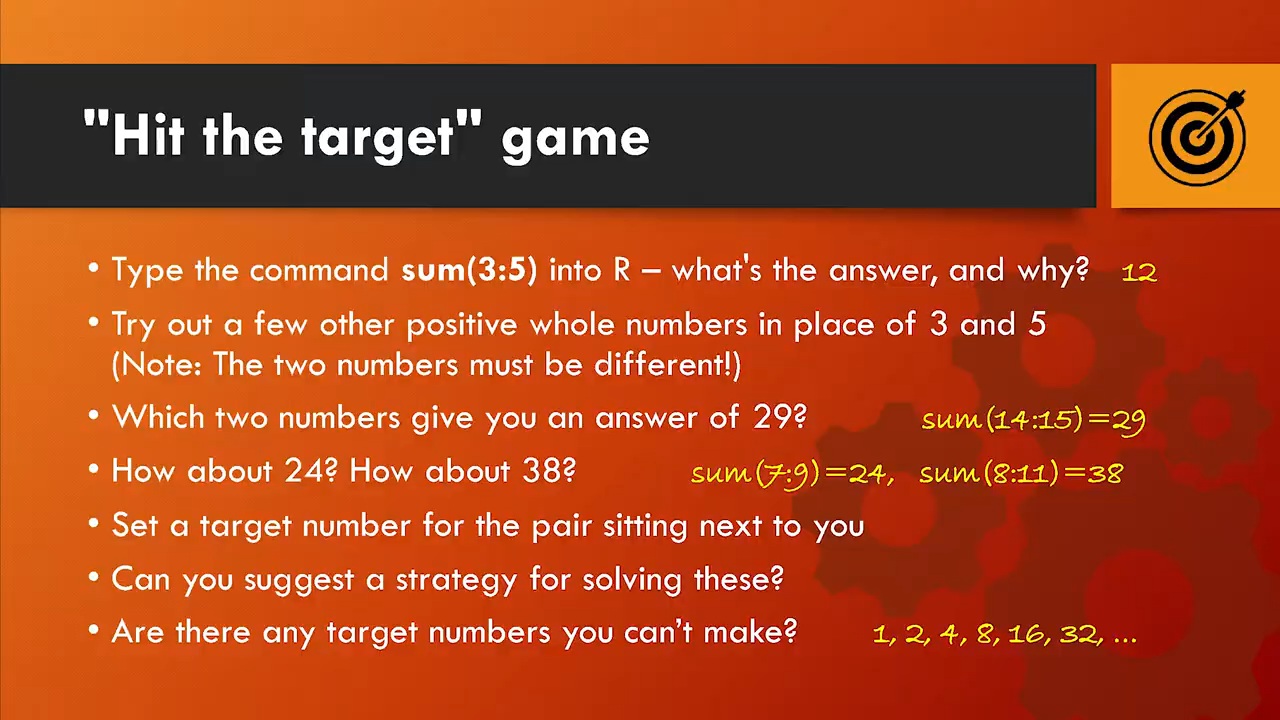 "Hit the target" game
• Type the command sum(3:5) into R – what's the answer, and why? 12
• Try out a few other positive whole numbers in place of 3 and 5
(Note: The two numbers must be different!)
• Which two numbers give you an answer of 29? sum(14:15)=29
• How about 24? How about 38? sum(7:9)=24, sum(8:11)=38
• Set a target number for the pair sitting next to you
• Can you suggest a strategy for solving these?
• Are there any target numbers you can’t make? 1, 2, 4, 8, 16, 32, ...